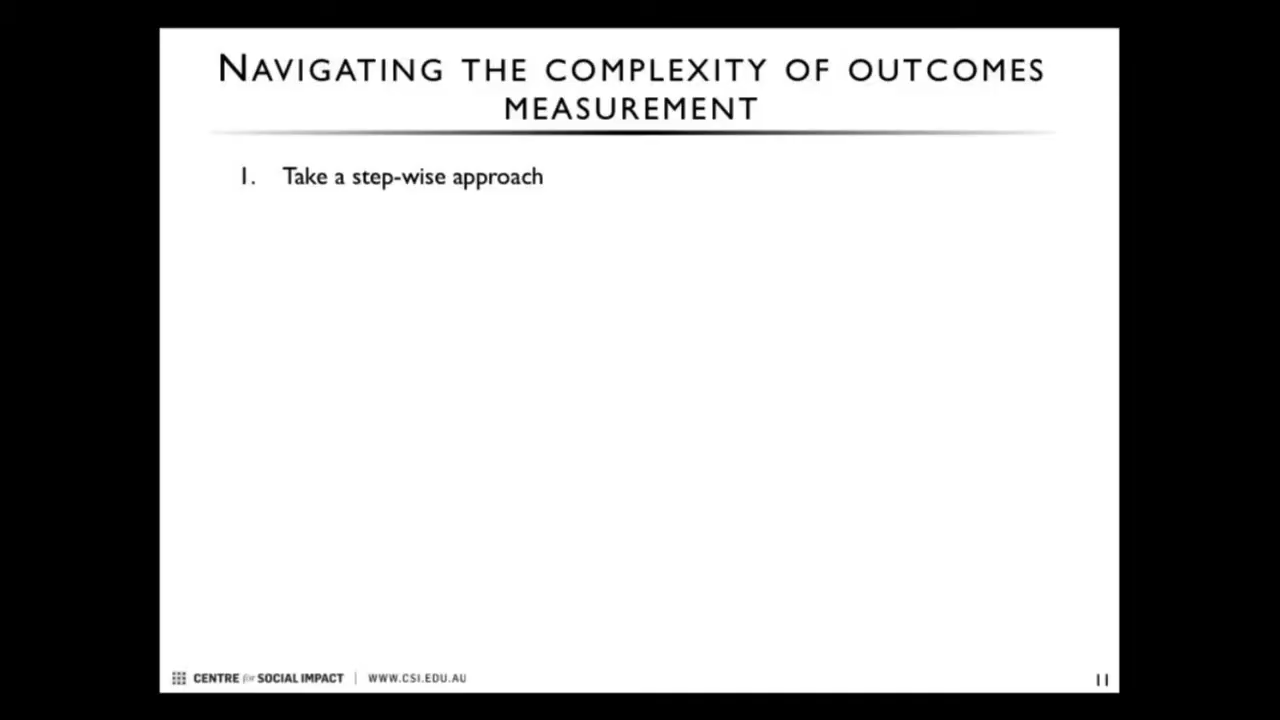 NAVIGATING THE COMPLEXITY OF OUTCOMES
MEASUREMENT
1. Take a step-wise approach
CENTRE for SOCIAL IMPACT | WWW.CSI.EDU.AU
11